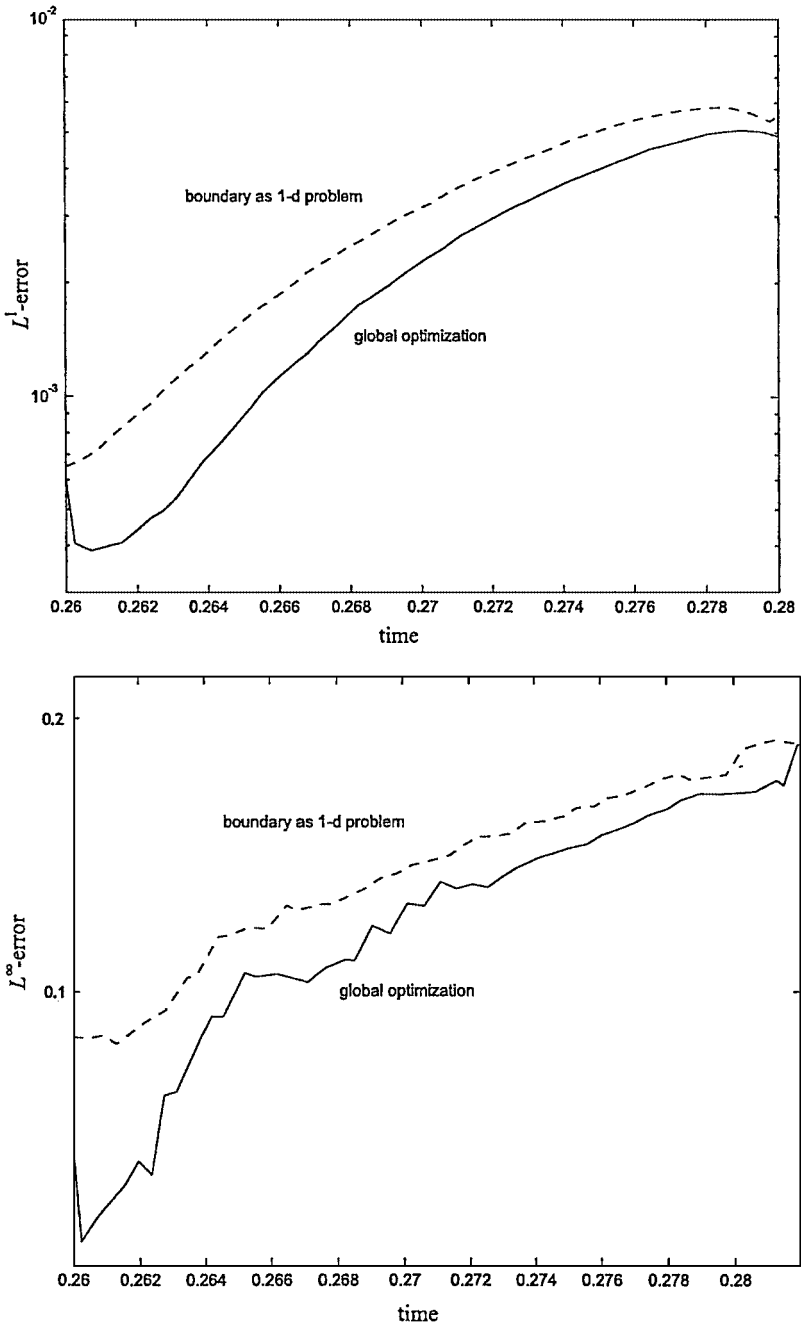 10⁻²
boundary as 1-d problem
L¹-error
global optimization
10⁻³
0.26 0.262 0.264 0.266 0.268 0.27 0.272 0.274 0.276 0.278 0.28
time
0.2
boundary as 1-d problem
L∞-error
0.1
global optimization
0.26 0.262 0.264 0.266 0.268 0.27 0.272 0.274 0.276 0.278 0.28
time